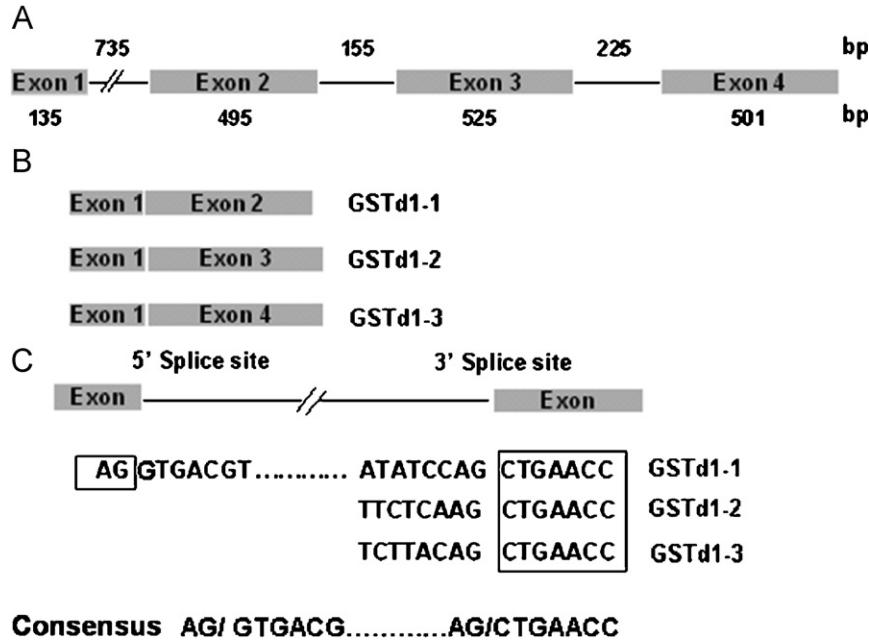 A
735 155 225 bp
Exon 1 Exon 2 Exon 3 Exon 4
135 495 525 501 bp
B
Exon 1 Exon 2 GSTd1-1
Exon 1 Exon 3 GSTd1-2
Exon 1 Exon 4 GSTd1-3
C
5' Splice site 3' Splice site
Exon Exon
AG GTGACGT............ ATATCCAG CTGAACC GSTd1-1
TTCTCAAG CTGAACC GSTd1-2
TCTTACAG CTGAACC GSTd1-3
Consensus AG/ GTGACG............AG/CTGAACC